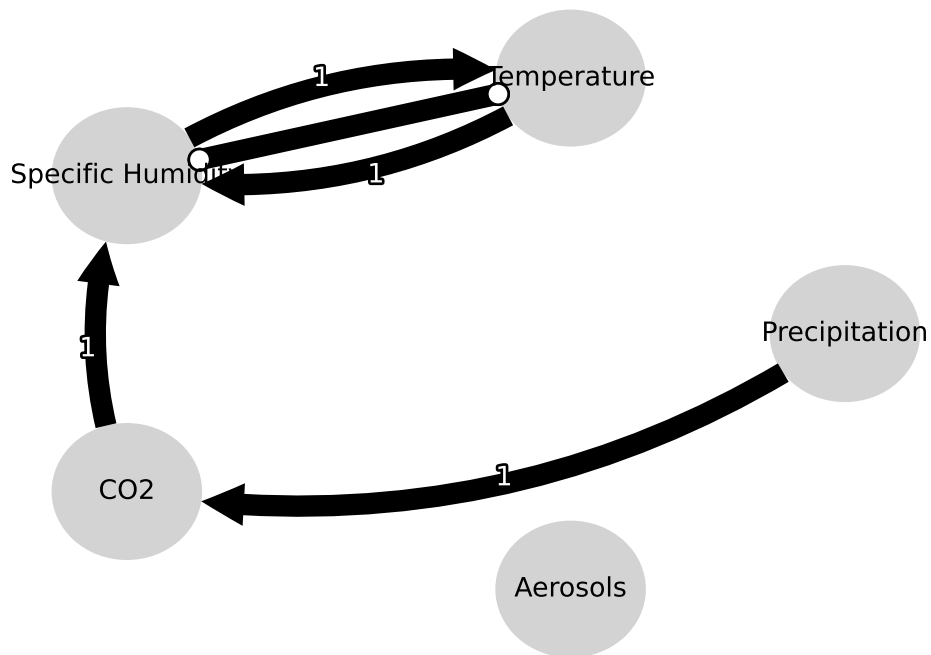 Temperature
1
Specific Humidity
1
Precipitation
1
CO2
1
Aerosols